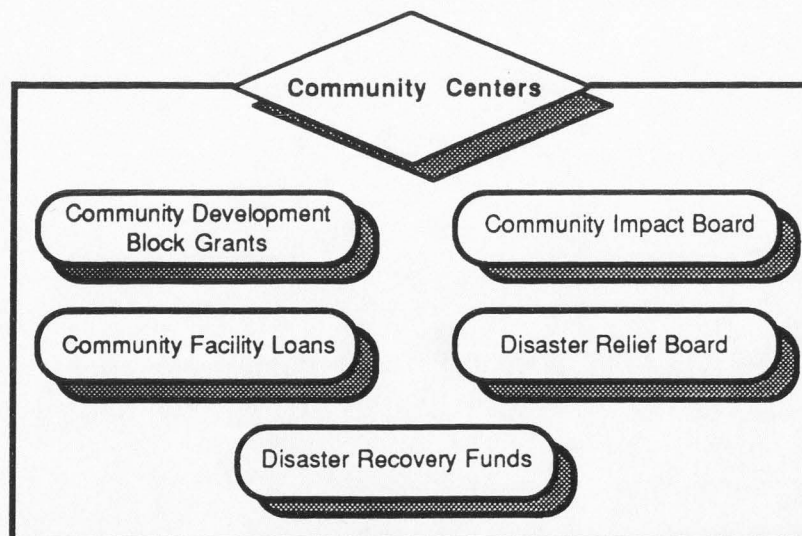 Community Centers
Community Development
Block Grants
Community Impact Board
Community Facility Loans
Disaster Relief Board
Disaster Recovery Funds